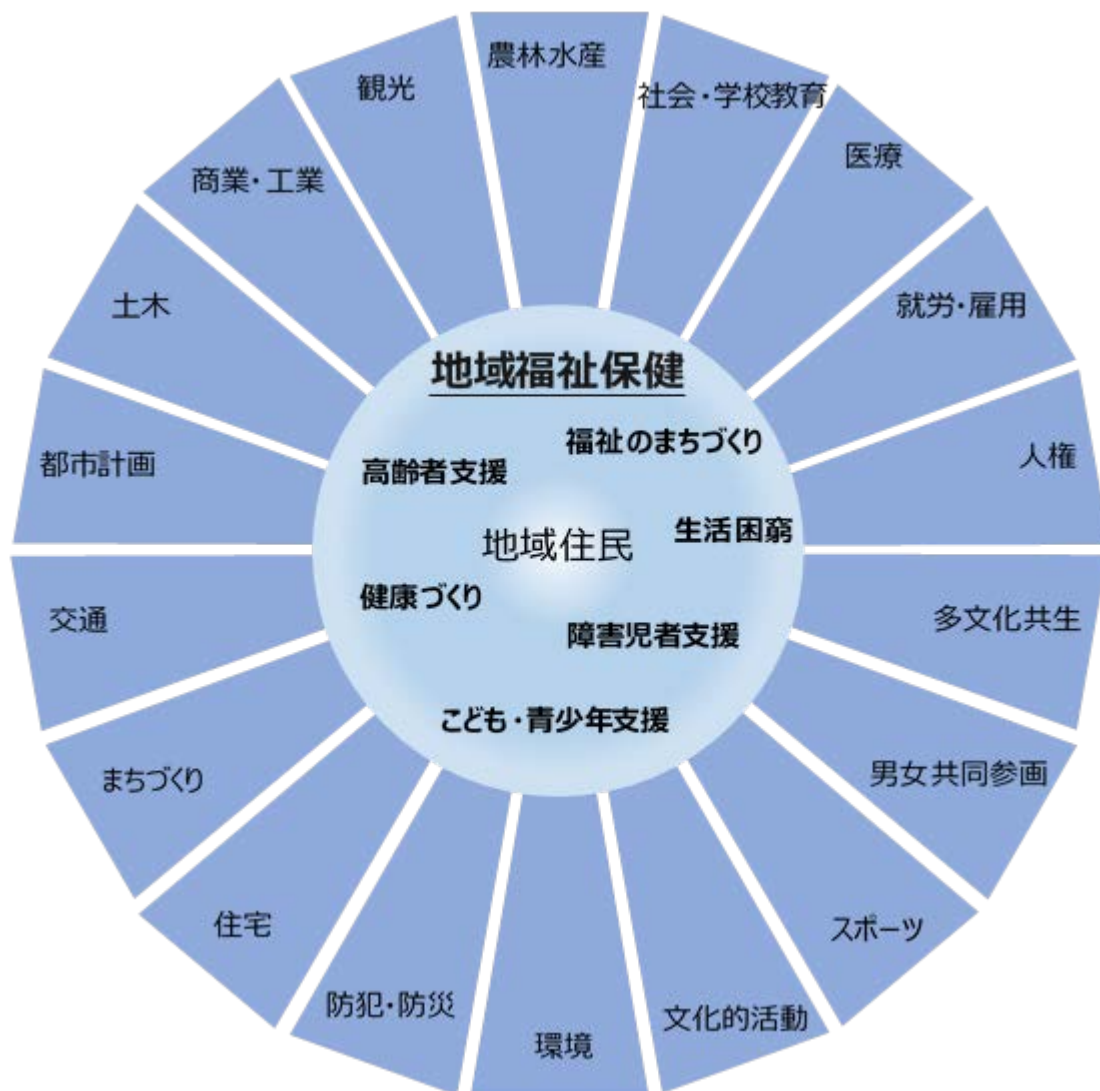 農林水産
社会・学校教育
医療
就労・雇用
人権
多文化共生
男女共同参画
スポーツ
文化的活動
環境
防犯・防災
住宅
まちづくり
交通
都市計画
土木
商業・工業
観光
地域福祉保健
福祉のまちづくり
高齢者支援
生活困窮
地域住民
健康づくり
障害児者支援
こども・青少年支援